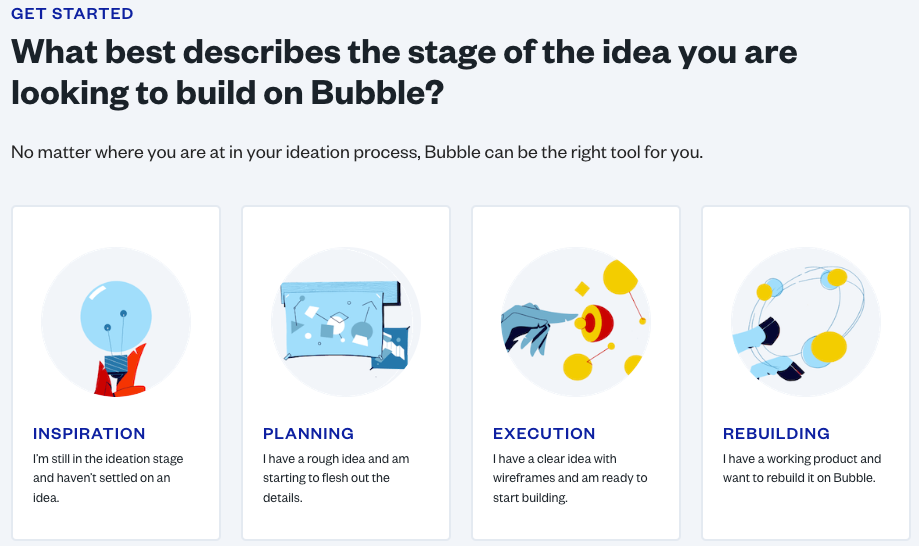 GET STARTED
What best describes the stage of the idea you are
looking to build on Bubble?
No matter where you are at in your ideation process, Bubble can be the right tool for you.
INSPIRATION
I'm still in the ideation stage
and haven't settled on an
idea.
PLANNING
I have a rough idea and am
starting to flesh out the
details.
EXECUTION
I have a clear idea with
wireframes and am ready to
start building.
REBUILDING
I have a working product and
want to rebuild it on Bubble.